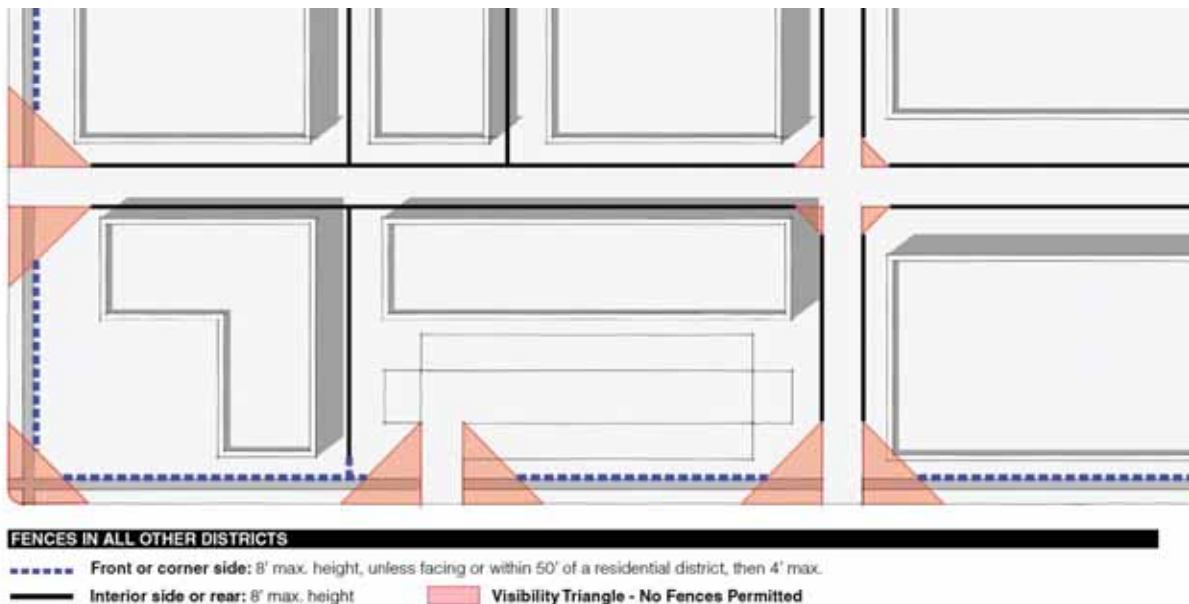 FENCES IN ALL OTHER DISTRICTS
Front or corner side: 8' max. height, unless facing or within 50' of a residential district, then 4' max.
Interior side or rear: 8' max. height Visibility Triangle - No Fences Permitted